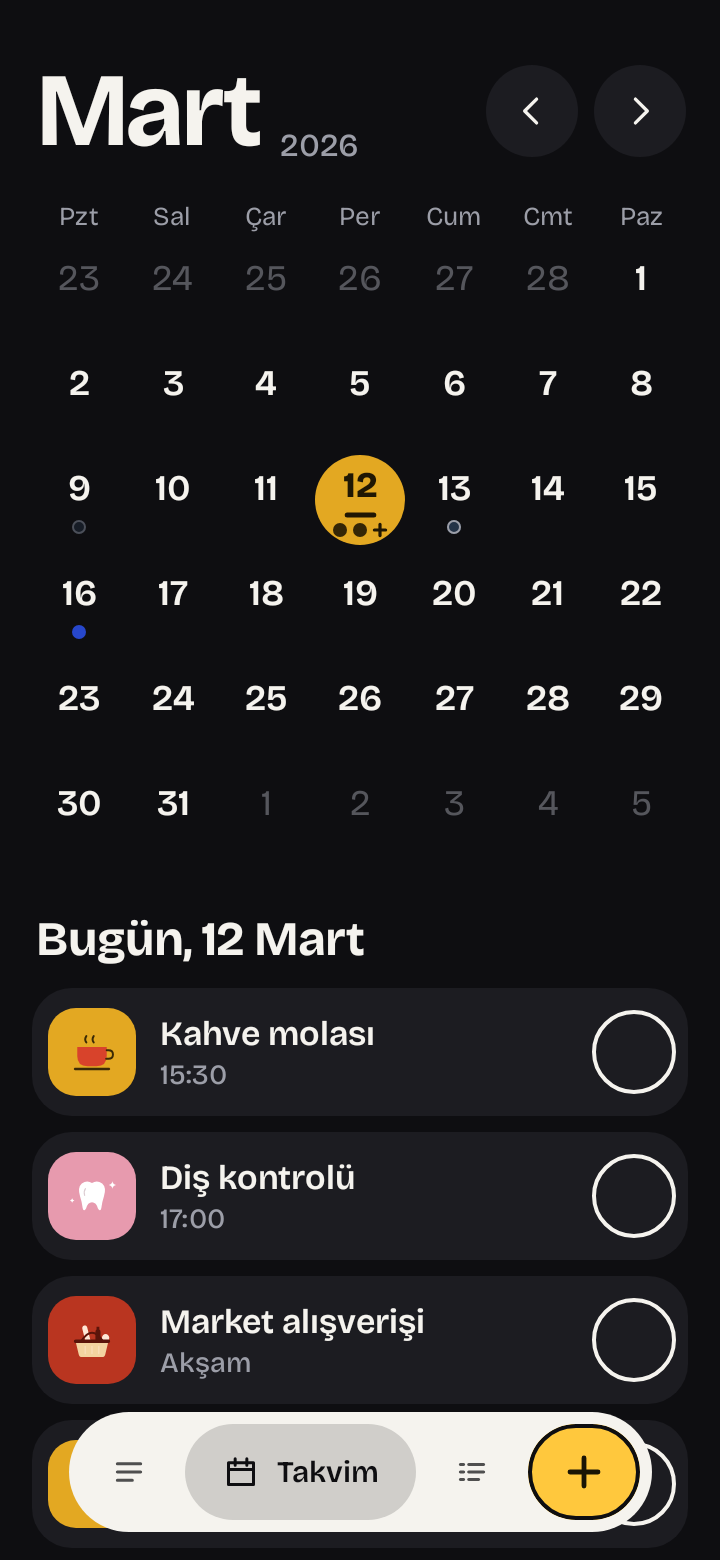 Mart 2026
Pzt Sal Çar Per Cum Cmt Paz
23 24 25 26 27 28 1
2 3 4 5 6 7 8
9 10 11 12 13 14 15
16 17 18 19 20 21 22
23 24 25 26 27 28 29
30 31 1 2 3 4 5
Bugün, 12 Mart
Kahve molası
15:30
Diş kontrolü
17:00
Market alışverişi
Akşam
Takvim